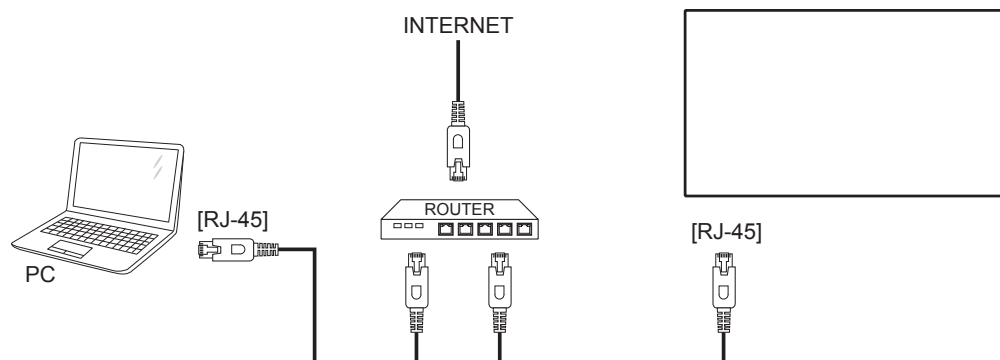 INTERNET
ROUTER
[RJ-45]
[RJ-45]
PC